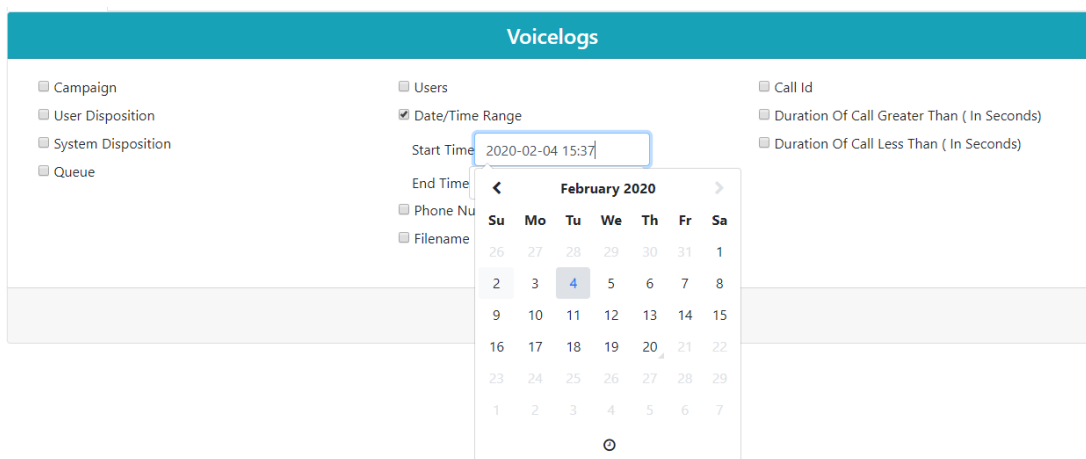 Voicelogs
Campaign
User Disposition
System Disposition
Queue
Users
Date/Time Range
Start Time 2020-02-04 15:37
End Time
Phone Nu
Filename
February 2020
Su Mo Tu We Th Fr Sa
26 27 28 29 30 31 1
2 3 4 5 6 7 8
9 10 11 12 13 14 15
16 17 18 19 20 21 22
23 24 25 26 27 28 29
1 2 3 4 5 6 7
Call Id
Duration Of Call Greater Than ( In Seconds)
Duration Of Call Less Than ( In Seconds)